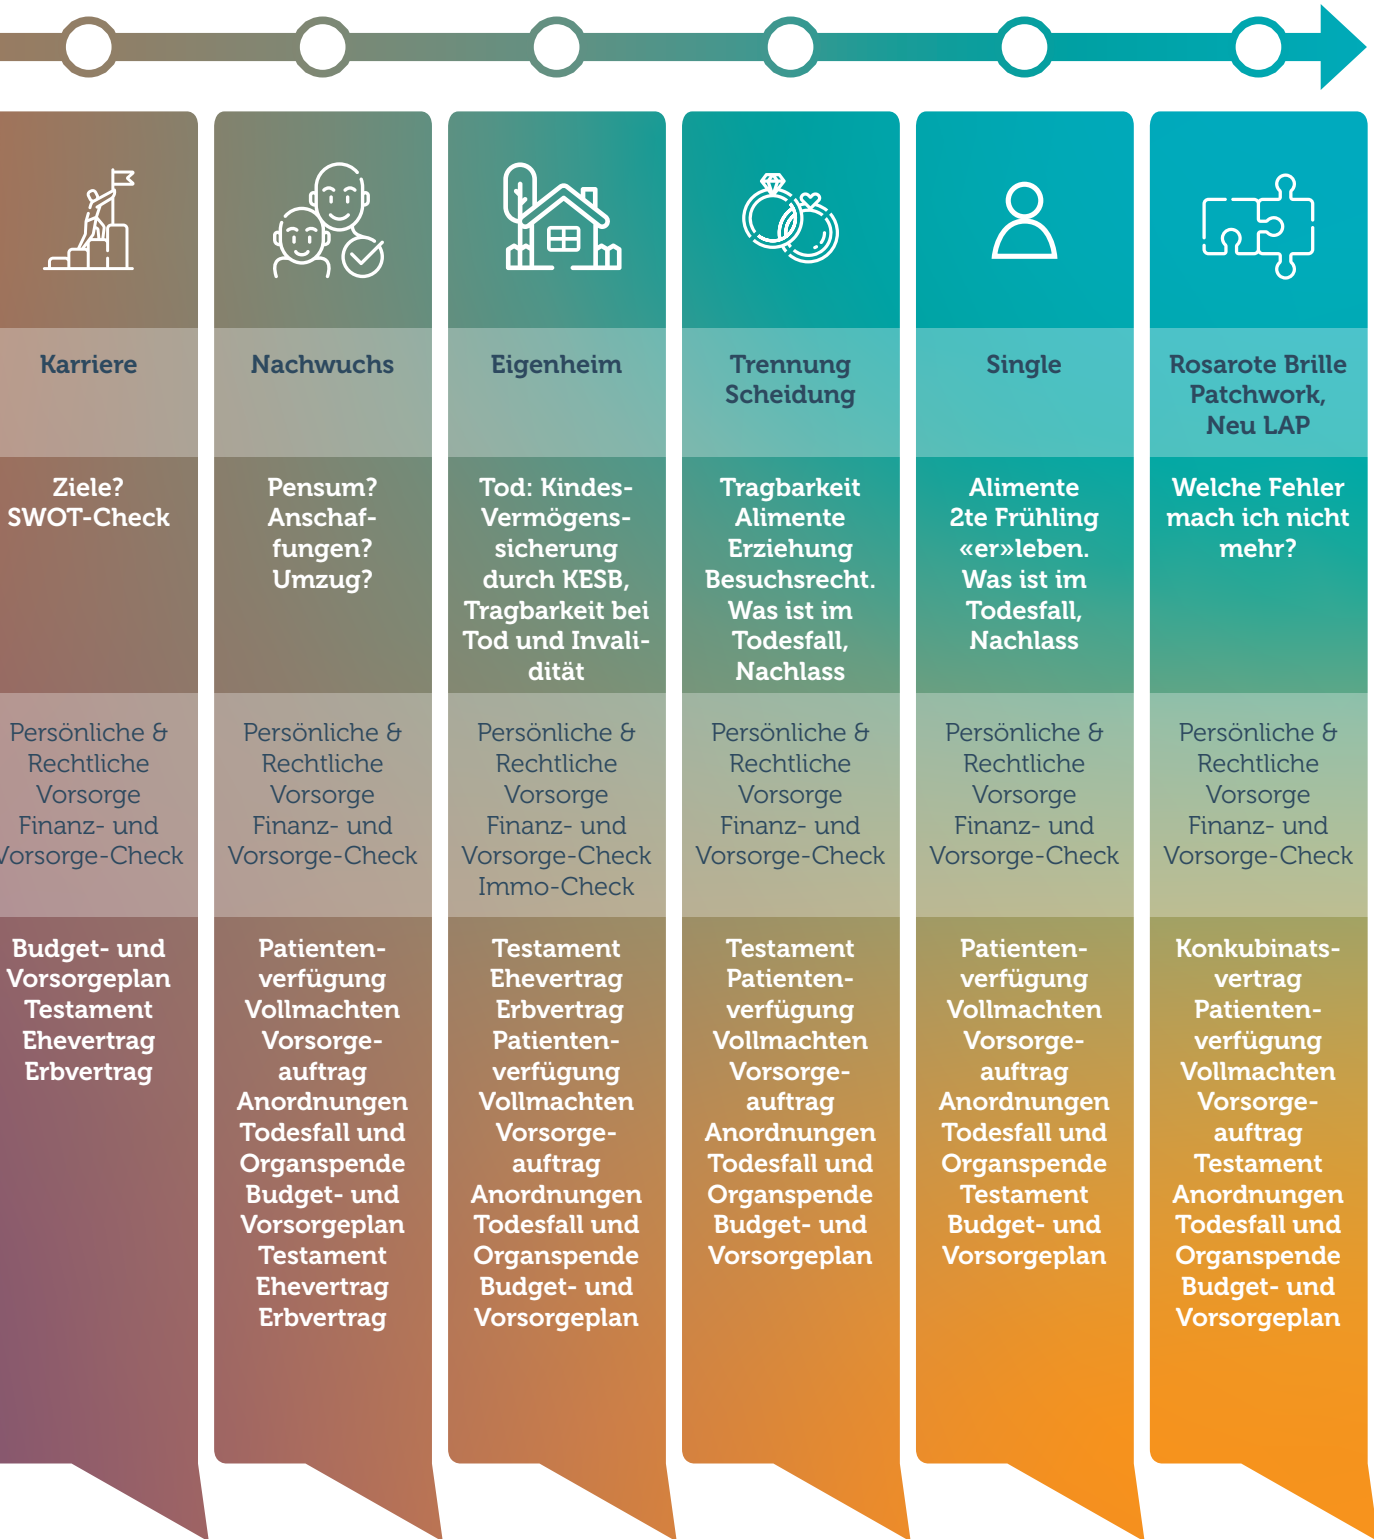 Karriere
Ziele?
SWOT-Check
Persönliche &
Rechtliche
Vorsorge
Finanz- und
Vorsorge-Check
Budget- und
Vorsorgeplan
Testament
Ehevertrag
Erbvertrag
Nachwuchs
Pensum?
Anschaf-
fungen?
Umzug?
Persönliche &
Rechtliche
Vorsorge
Finanz- und
Vorsorge-Check
Patienten-
verfügung
Vollmachten
Vorsorge-
auftrag
Anordnungen
Todesfall und
Organspende
Budget- und
Vorsorgeplan
Testament
Ehevertrag
Erbvertrag
Eigenheim
Tod: Kindes-
Vermögens-
sicherung
durch KESB,
Tragbarkeit bei
Tod und Invali-
dität
Persönliche &
Rechtliche
Vorsorge
Finanz- und
Vorsorge-Check
Immo-Check
Testament
Ehevertrag
Erbvertrag
Patienten-
verfügung
Vollmachten
Vorsorge-
auftrag
Anordnungen
Todesfall und
Organspende
Budget- und
Vorsorgeplan
Trennung
Scheidung
Tragbarkeit
Alimente
Erziehung
Besuchsrecht.
Was ist im
Todesfall,
Nachlass
Persönliche &
Rechtliche
Vorsorge
Finanz- und
Vorsorge-Check
Testament
Patienten-
verfügung
Vollmachten
Vorsorge-
auftrag
Anordnungen
Todesfall und
Organspende
Budget- und
Vorsorgeplan
Single
Alimente
2te Frühling
«er»leben.
Was ist im
Todesfall,
Nachlass
Persönliche &
Rechtliche
Vorsorge
Finanz- und
Vorsorge-Check
Patienten-
verfügung
Vollmachten
Vorsorge-
auftrag
Anordnungen
Todesfall und
Organspende
Testament
Budget- und
Vorsorgeplan
Rosarote Brille
Patchwork,
Neu LAP
Welche Fehler
mach ich nicht
mehr?
Persönliche &
Rechtliche
Vorsorge
Finanz- und
Vorsorge-Check
Konkubinats-
vertrag
Patienten-
verfügung
Vollmachten
Vorsorge-
auftrag
Testament
Anordnungen
Todesfall und
Organspende
Budget- und
Vorsorgeplan